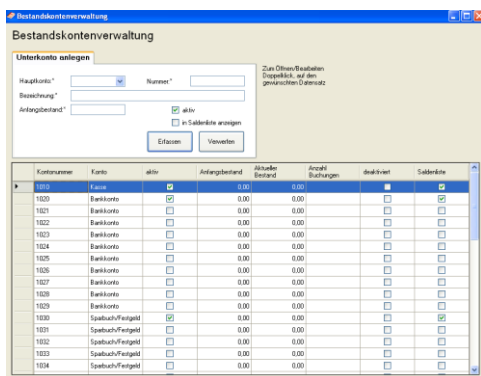 Bestandskontenverwaltung
Bestandskontenverwaltung
Unterkonto anlegen
Hauptkonto:* Nummer:*
Bezeichnung:*
Anfangsbestand:* aktiv
in Saldenliste anzeigen
Erfassen Verwerfen
Zum Öffnen/Bearbeiten
Doppelklick, auf den
gewünschten Datensatz
Kontonummer Konto aktiv Anfangsbestand Aktueller Bestand Anzahl Buchungen deaktiviert Saldenliste
1010 Kasse 0,00 0,00
1020 Bankkonto 0,00 0,00
1021 Bankkonto 0,00 0,00
1022 Bankkonto 0,00 0,00
1023 Bankkonto 0,00 0,00
1024 Bankkonto 0,00 0,00
1025 Bankkonto 0,00 0,00
1026 Bankkonto 0,00 0,00
1027 Bankkonto 0,00 0,00
1028 Bankkonto 0,00 0,00
1029 Bankkonto 0,00 0,00
1030 Sparbuch/Festgeld 0,00 0,00
1031 Sparbuch/Festgeld 0,00 0,00
1032 Sparbuch/Festgeld 0,00 0,00
1033 Sparbuch/Festgeld 0,00 0,00
1034 Sparbuch/Festgeld 0,00 0,00